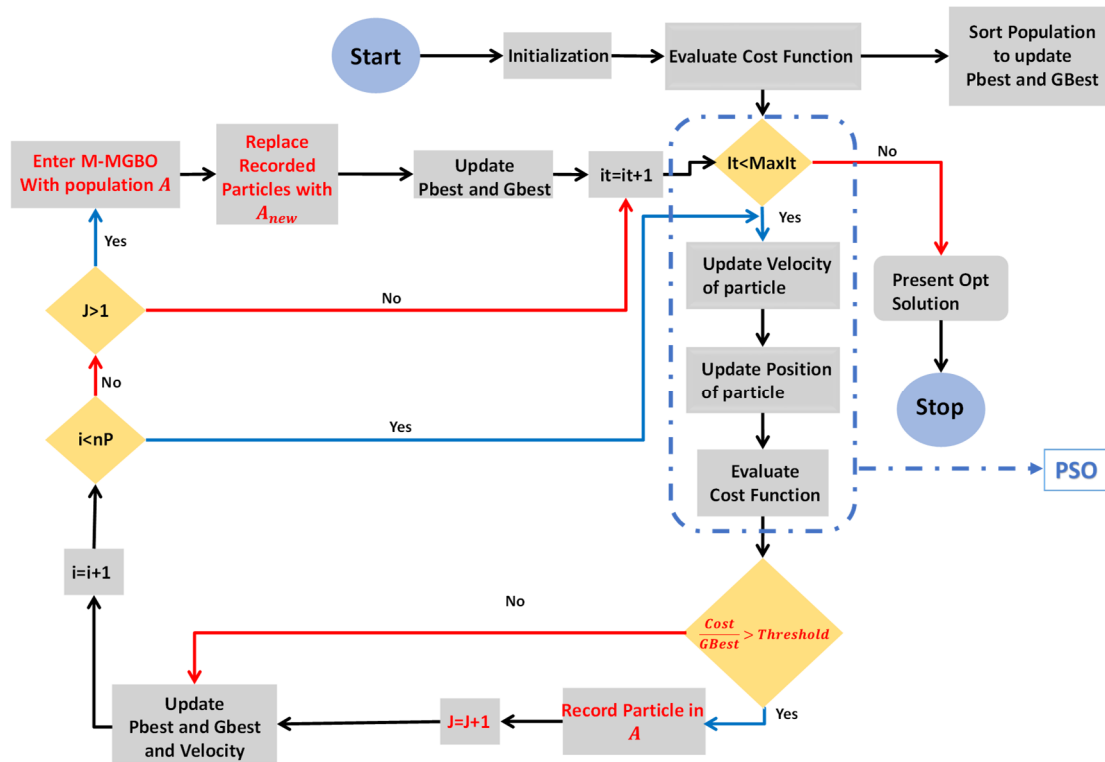 Start
Initialization
Evaluate Cost Function
Sort Population
to update
Pbest and GBest
Enter M-MGBO
With population A
Replace
Recorded
Particles with
A_new
Update
Pbest and Gbest
it=it+1
It<MaxIt
No
Yes
Yes
Update Velocity
of particle
Present Opt
Solution
J>1
No
No
Update Position
of particle
Stop
i<nP
Yes
Evaluate
Cost Function
PSO
i=i+1
No
Cost/GBest > Threshold
Yes
Update
Pbest and Gbest
and Velocity
J=J+1
Record Particle in
A